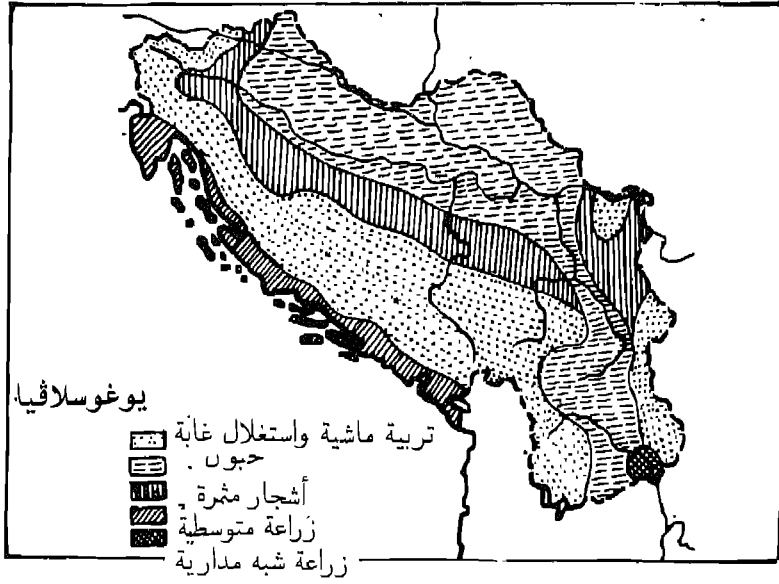 يوغوسلاڤيا
تربية ماشية واستغلال غابة
حبوب .
أشجار مثمرة
زراعة متوسطية
زراعة شبه مدارية